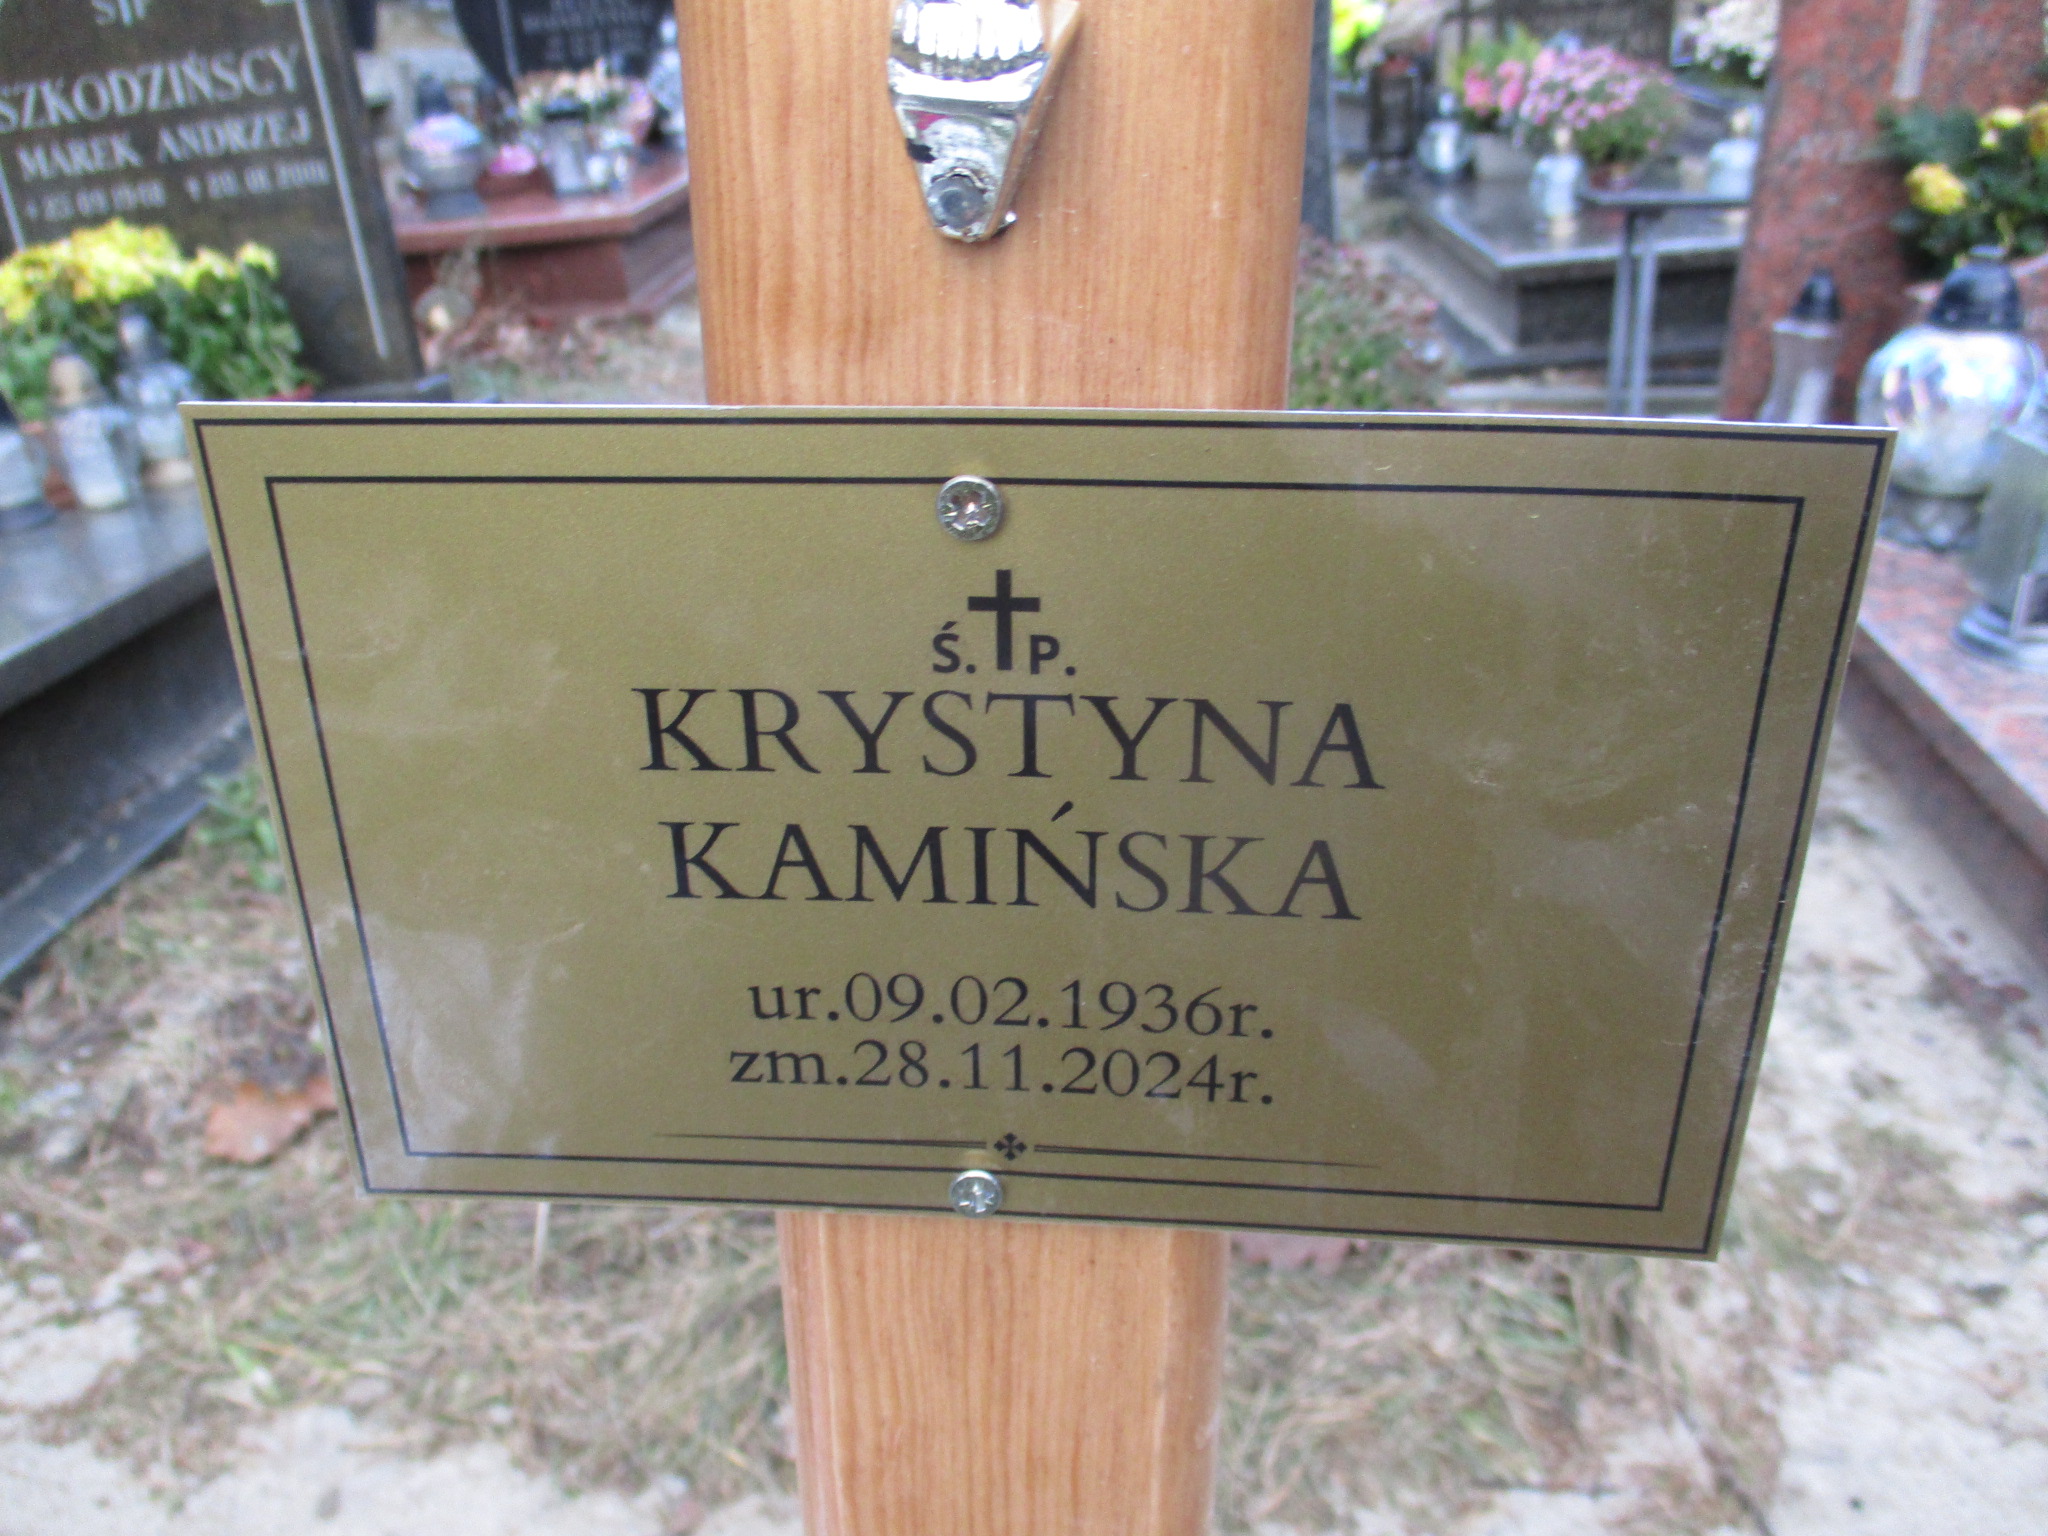 SZKODZIŃSCY
MAREK ANDRZEJ
Ś. P.
KRYSTYNA
KAMIŃSKA
ur.09.02.1936r.
zm.28.11.2024r.